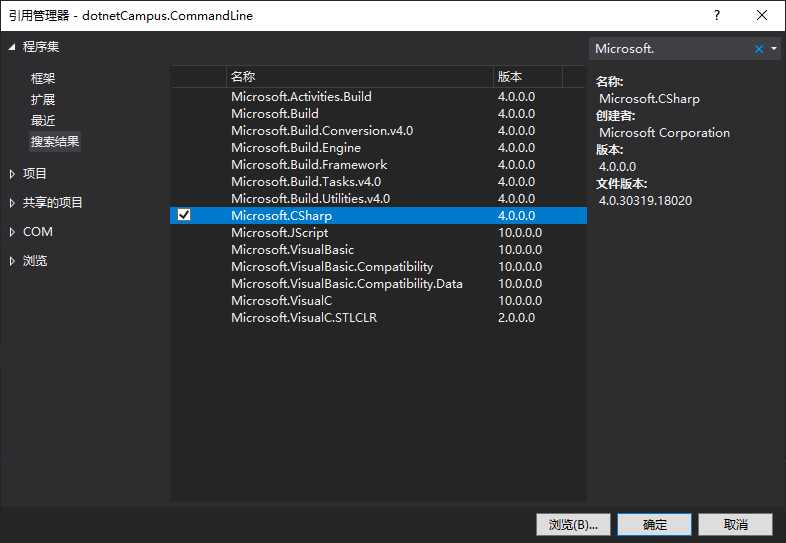 引用管理器 - dotnetCampus.CommandLine
?
程序集
框架
扩展
最近
搜索结果
项目
共享的项目
COM
浏览
名称 版本
Microsoft.Activities.Build 4.0.0.0
Microsoft.Build 4.0.0.0
Microsoft.Build.Conversion.v4.0 4.0.0.0
Microsoft.Build.Engine 4.0.0.0
Microsoft.Build.Framework 4.0.0.0
Microsoft.Build.Tasks.v4.0 4.0.0.0
Microsoft.Build.Utilities.v4.0 4.0.0.0
Microsoft.CSharp 4.0.0.0
Microsoft.JScript 10.0.0.0
Microsoft.VisualBasic 10.0.0.0
Microsoft.VisualBasic.Compatibility 10.0.0.0
Microsoft.VisualBasic.Compatibility.Data 10.0.0.0
Microsoft.VisualC 10.0.0.0
Microsoft.VisualC.STLCLR 2.0.0.0
Microsoft.
名称:
Microsoft.CSharp
创建者:
Microsoft Corporation
版本:
4.0.0.0
文件版本:
4.0.30319.18020
浏览(B)... 确定 取消